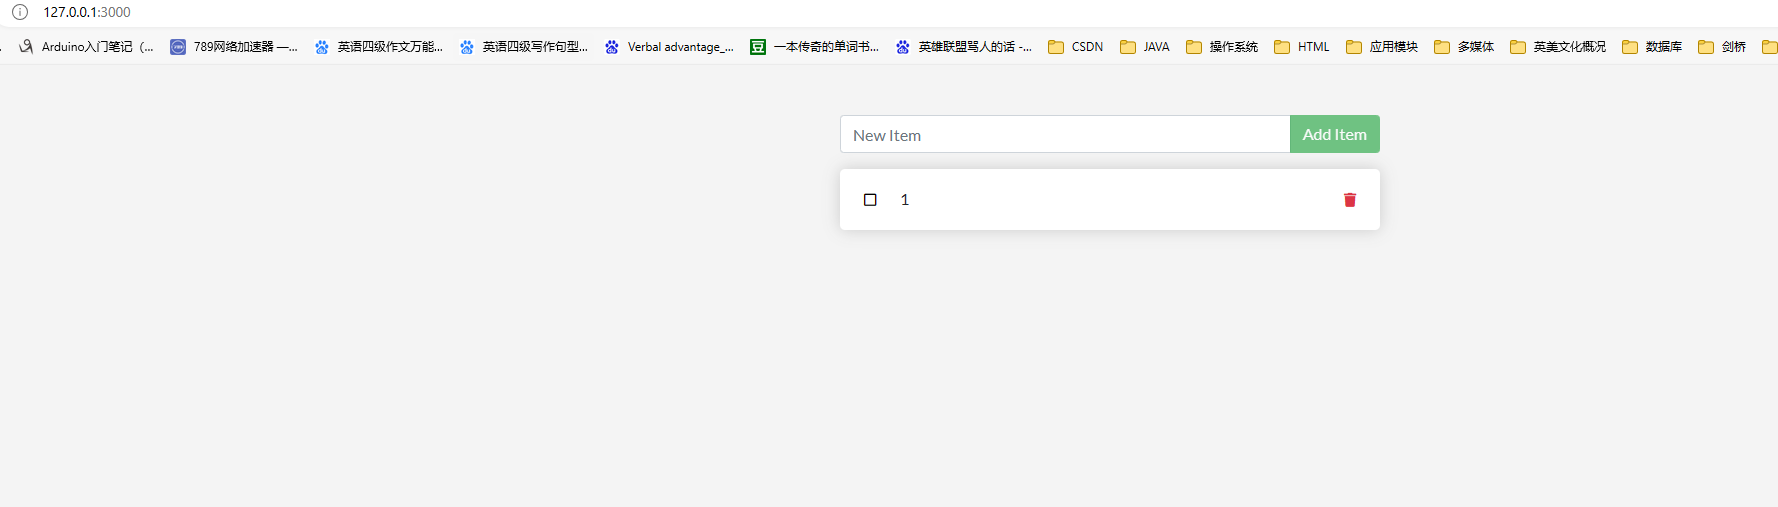 127.0.0.1:3000
Arduino入门笔记（... 789网络加速器 —... 英语四级作文万能... 英语四级写作句型... Verbal advantage_... 一本传奇的单词书... 英雄联盟骂人的话 -... CSDN JAVA 操作系统 HTML 应用模块 多媒体 英美文化概况 数据库 剑桥
New Item Add Item
1